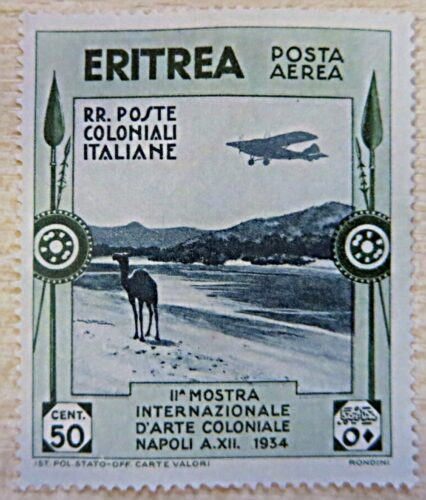 ERITREA
POSTA
AEREA
RR. POSTE
COLONIALI
ITALIANE
IIᴬ MOSTRA
INTERNAZIONALE
D'ARTE COLONIALE
NAPOLI A.XII. 1934
CENT.
50
٥٠
IST. POL. STATO-OFF. CARTE VALORI
RONDINI